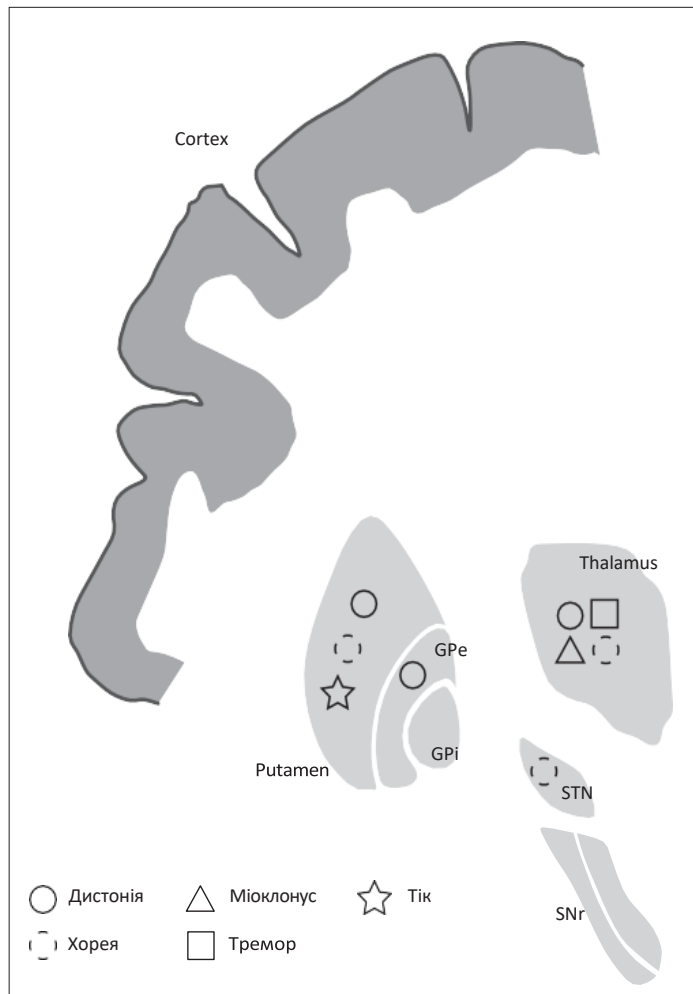 Cortex
Thalamus
GPe
GPi
Putamen
STN
SNr
Дистонія
Міоклонус
Тік
Хорея
Тремор